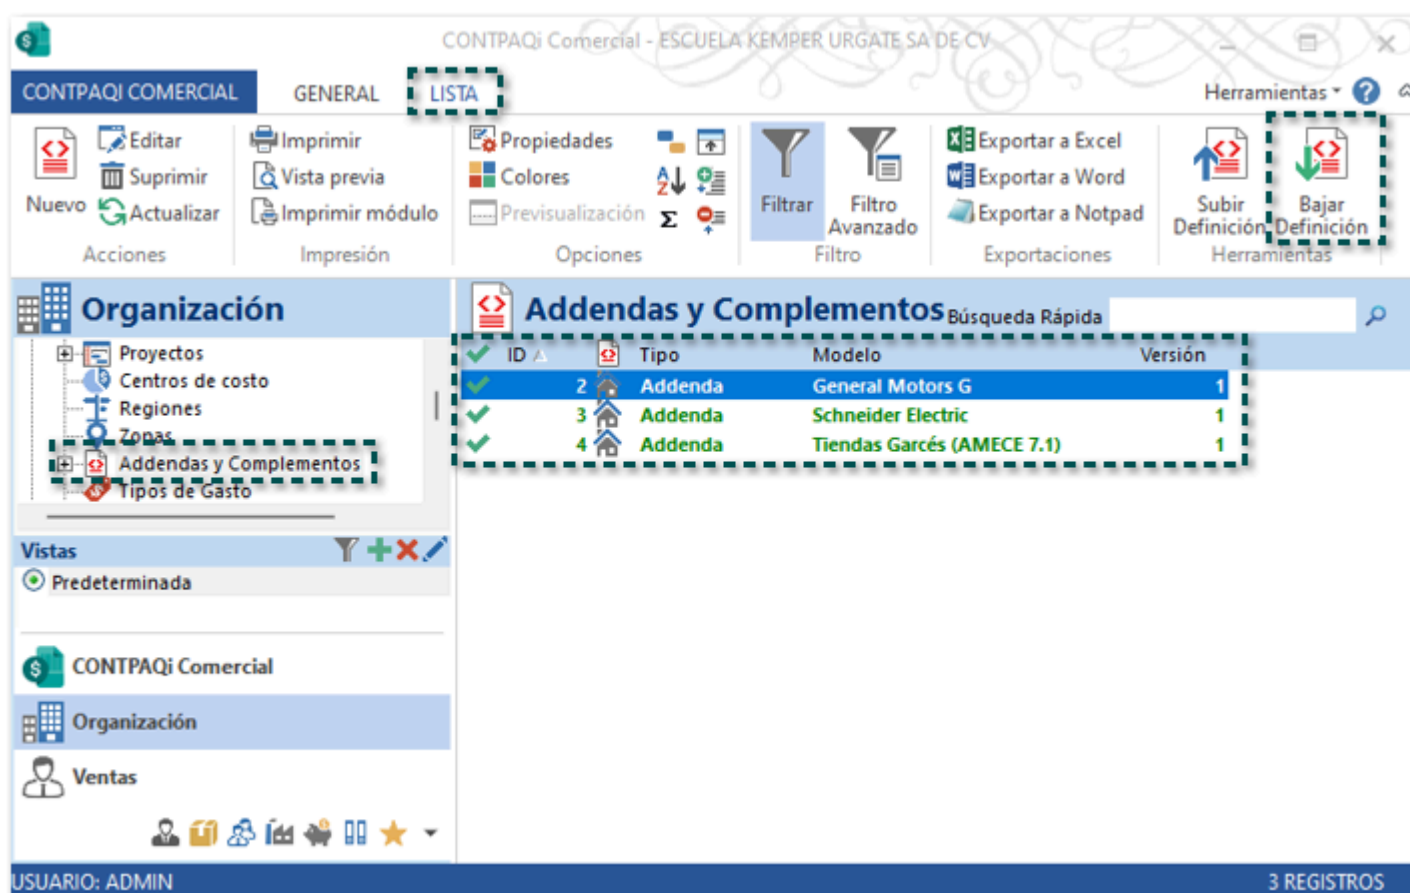 CONTPAQi Comercial - ESCUELA KEMPER URGATE SA DE CV
CONTPAQI COMERCIAL GENERAL LISTA Herramientas
Nuevo
Editar
Suprimir
Actualizar
Acciones
Imprimir
Vista previa
Imprimir módulo
Impresión
Propiedades
Colores
Previsualización
Opciones
Filtrar
Filtro
Avanzado
Filtro
Exportar a Excel
Exportar a Word
Exportar a Notpad
Exportaciones
Subir
Definición
Bajar
Definición
Herramientas
Organización
Proyectos
Centros de costo
Regiones
Zonas
Addendas y Complementos
Tipos de Gasto
Vistas
Predeterminada
CONTPAQi Comercial
Organización
Ventas
Addendas y Complementos Búsqueda Rápida
ID Tipo Modelo Versión
2 Addenda General Motors G 1
3 Addenda Schneider Electric 1
4 Addenda Tiendas Garcés (AMECE 7.1) 1
USUARIO: ADMIN 3 REGISTROS